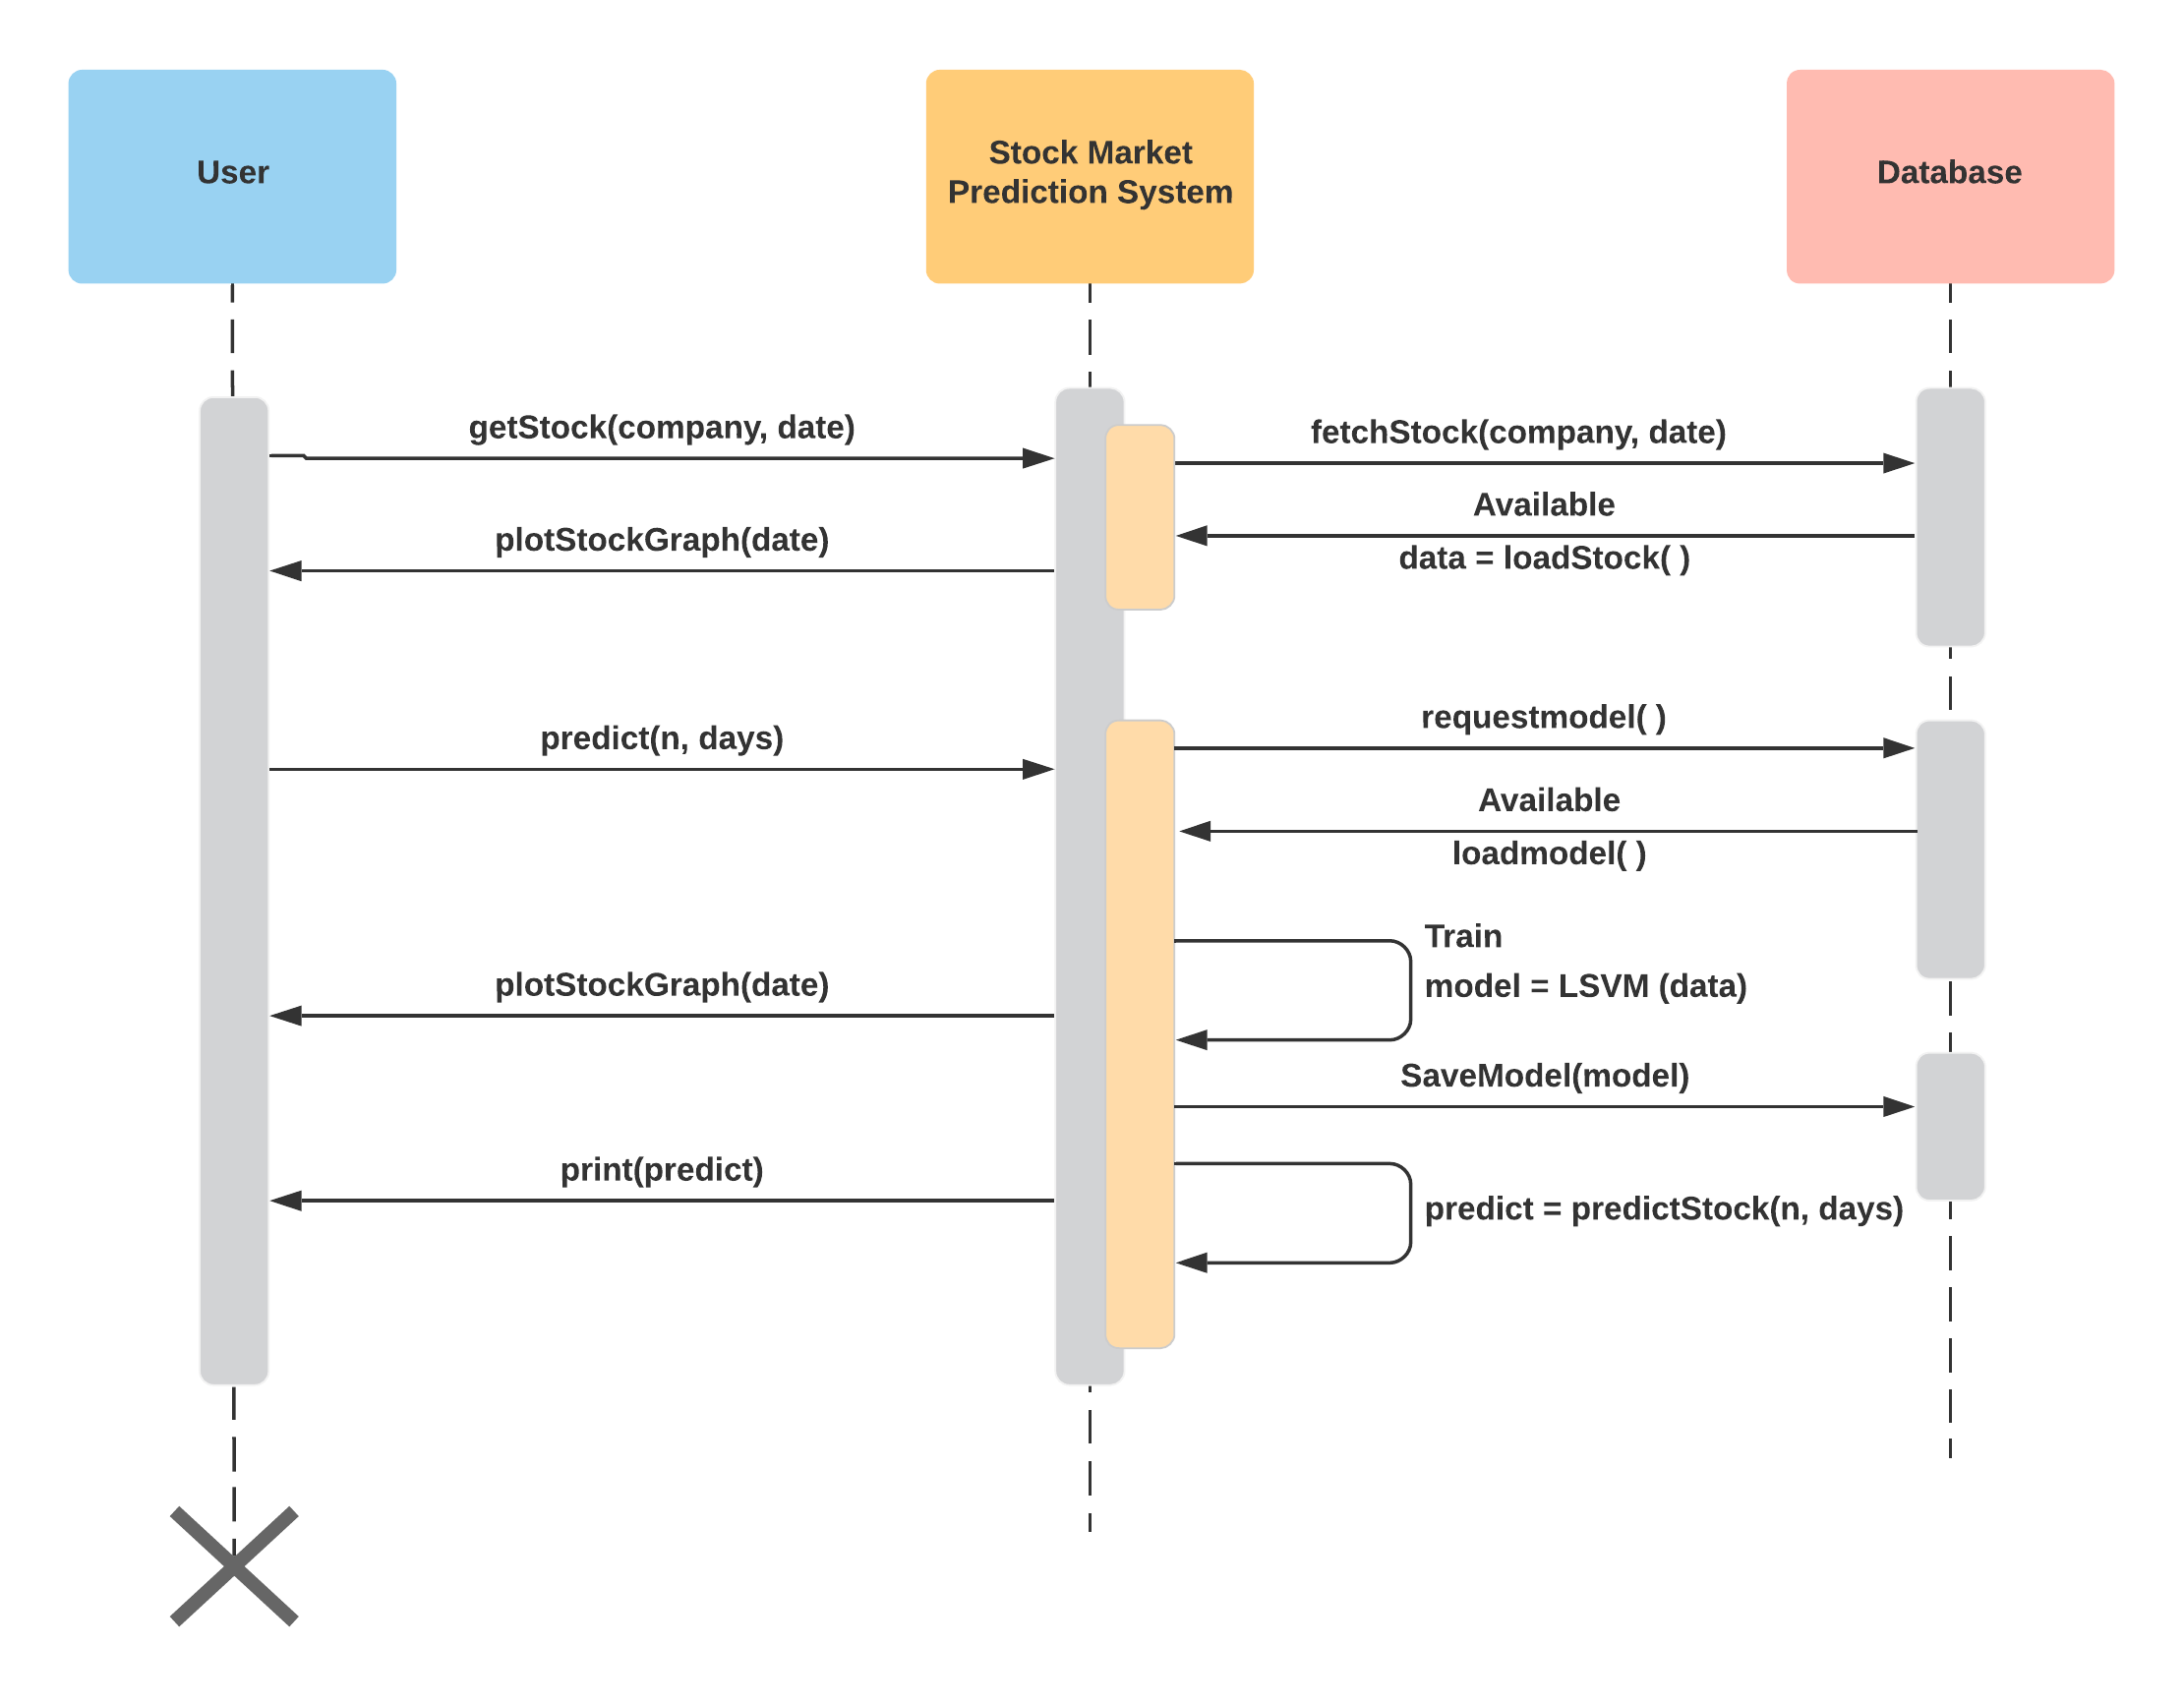 User
Stock Market
Prediction System
Database
getStock(company, date)
fetchStock(company, date)
Available
plotStockGraph(date)
data = loadStock( )
requestmodel( )
predict(n, days)
Available
loadmodel( )
Train
plotStockGraph(date)
model = LSVM (data)
SaveModel(model)
print(predict)
predict = predictStock(n, days)